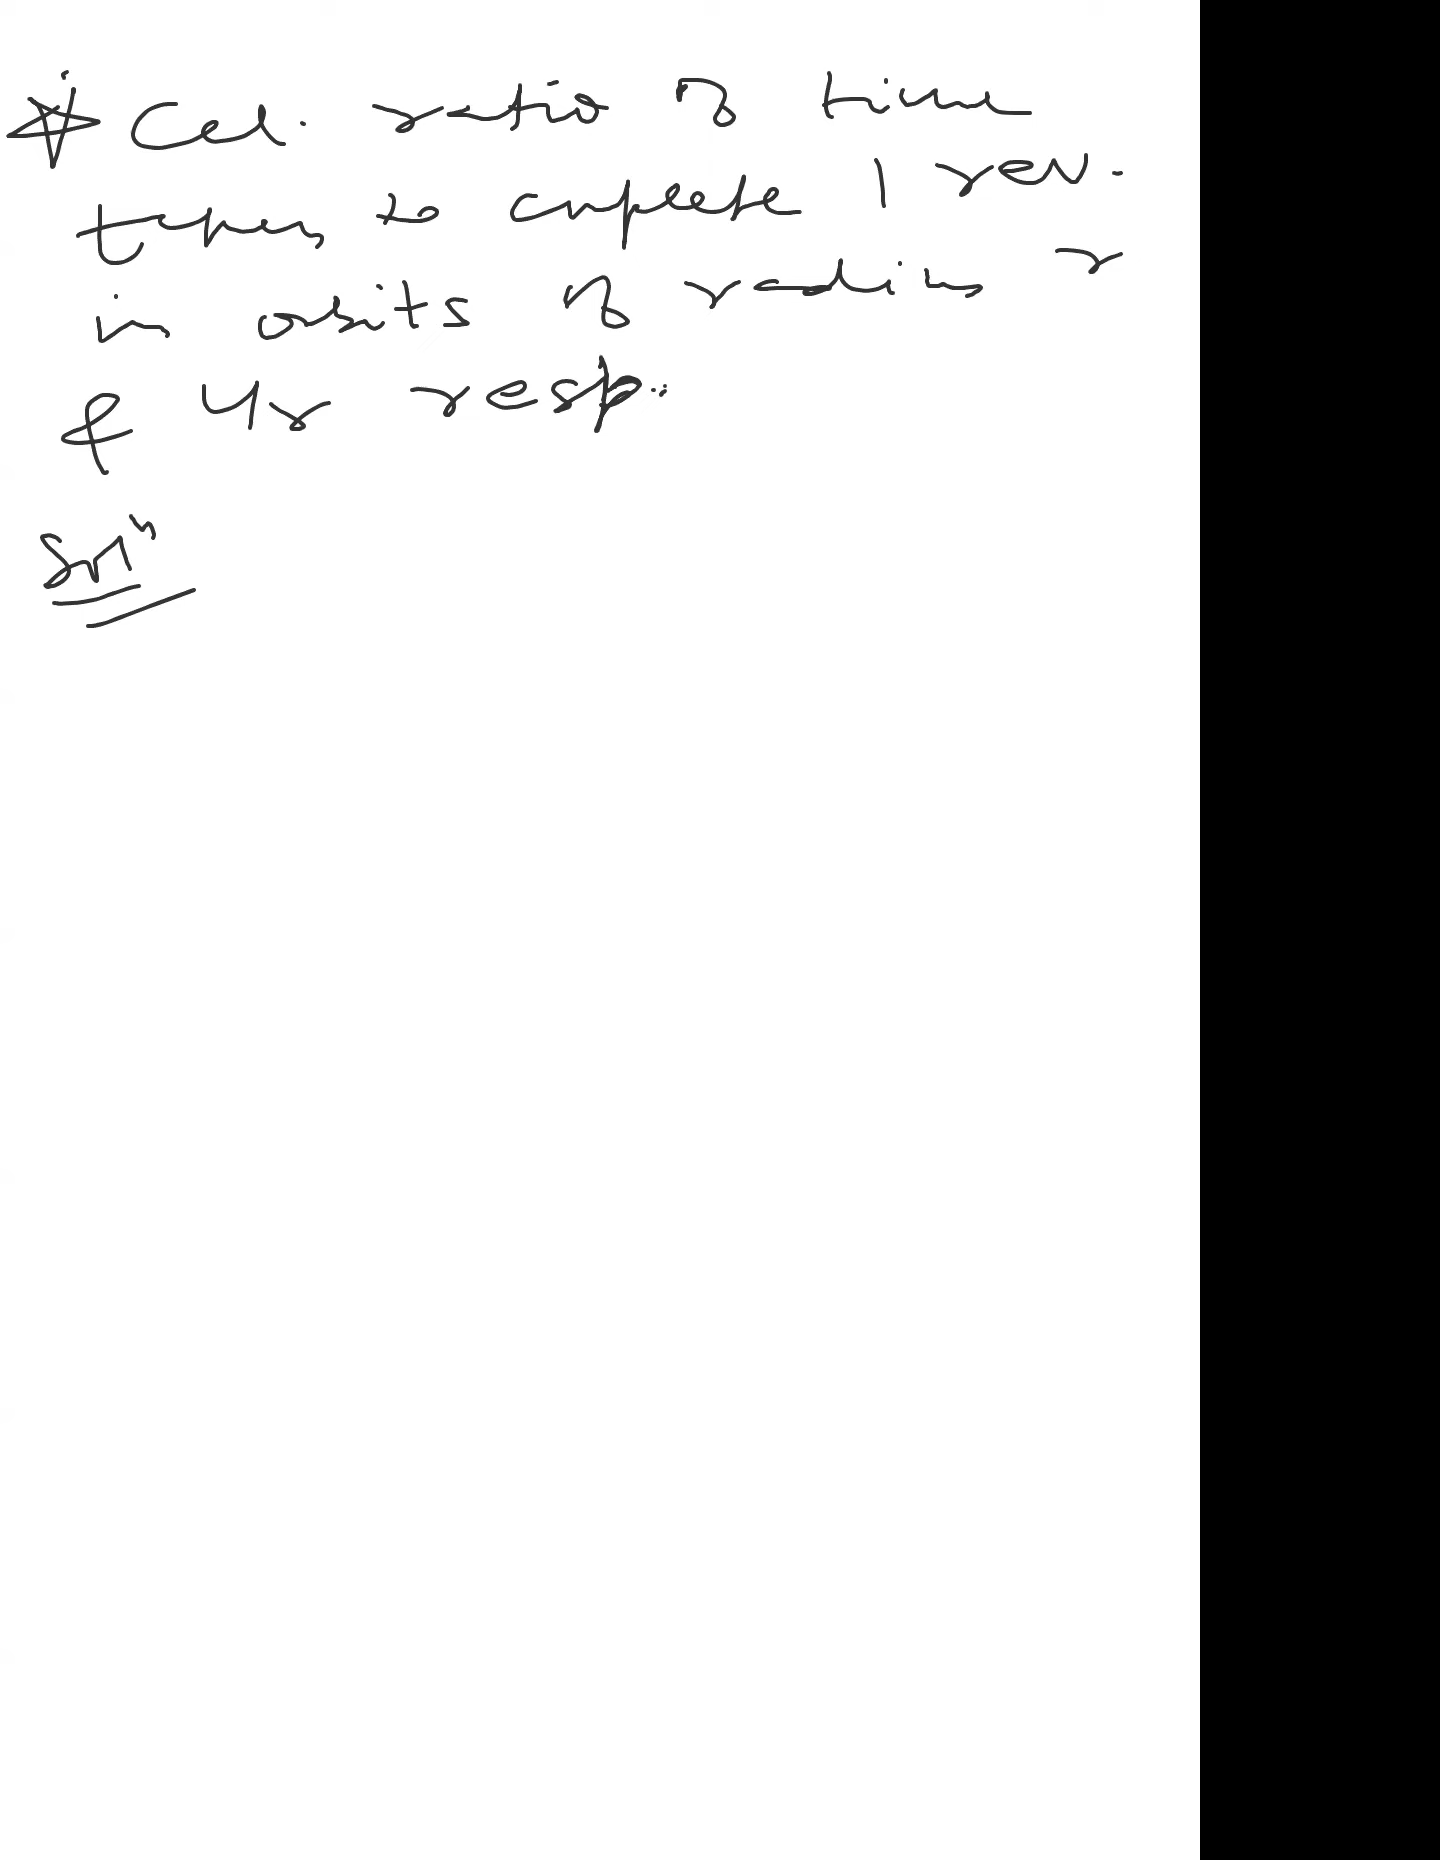 Cal. ratio of time
taken to complete 1 rev.
in orbits of radius r
& 4r resp.
Solⁿ